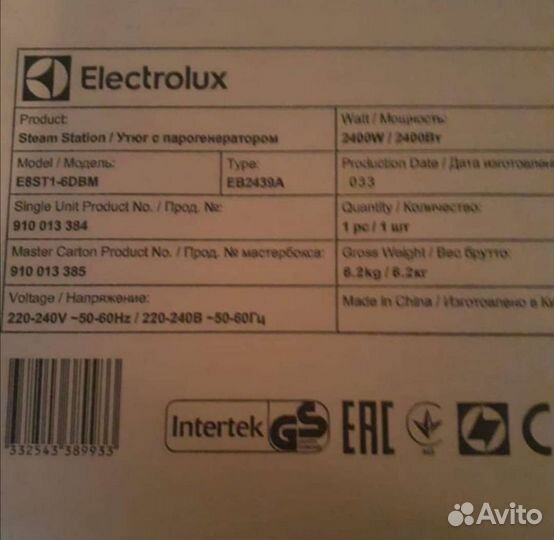 Electrolux
Product:
Steam Station / Утюг с парогенератором
Watt / Мощность:
2400W / 2400Вт
Model / Модель:
E8ST1-6DBM
Type:
EB2439A
Production Date / Дата изготовлен
033
Single Unit Product No. / Прод. №:
910 013 384
Quantity / Количество:
1 pc / 1 шт
Master Carton Product No. / Прод. № мастербокса:
910 013 385
Gross Weight / Вес брутто:
6.2kg / 6.2кг
Voltage / Напряжение:
220-240V ~50-60Hz / 220-240В ~50-60Гц
Made in China / Изготовлено в Ки
332543 389933
Intertek GS
EAC
Avito